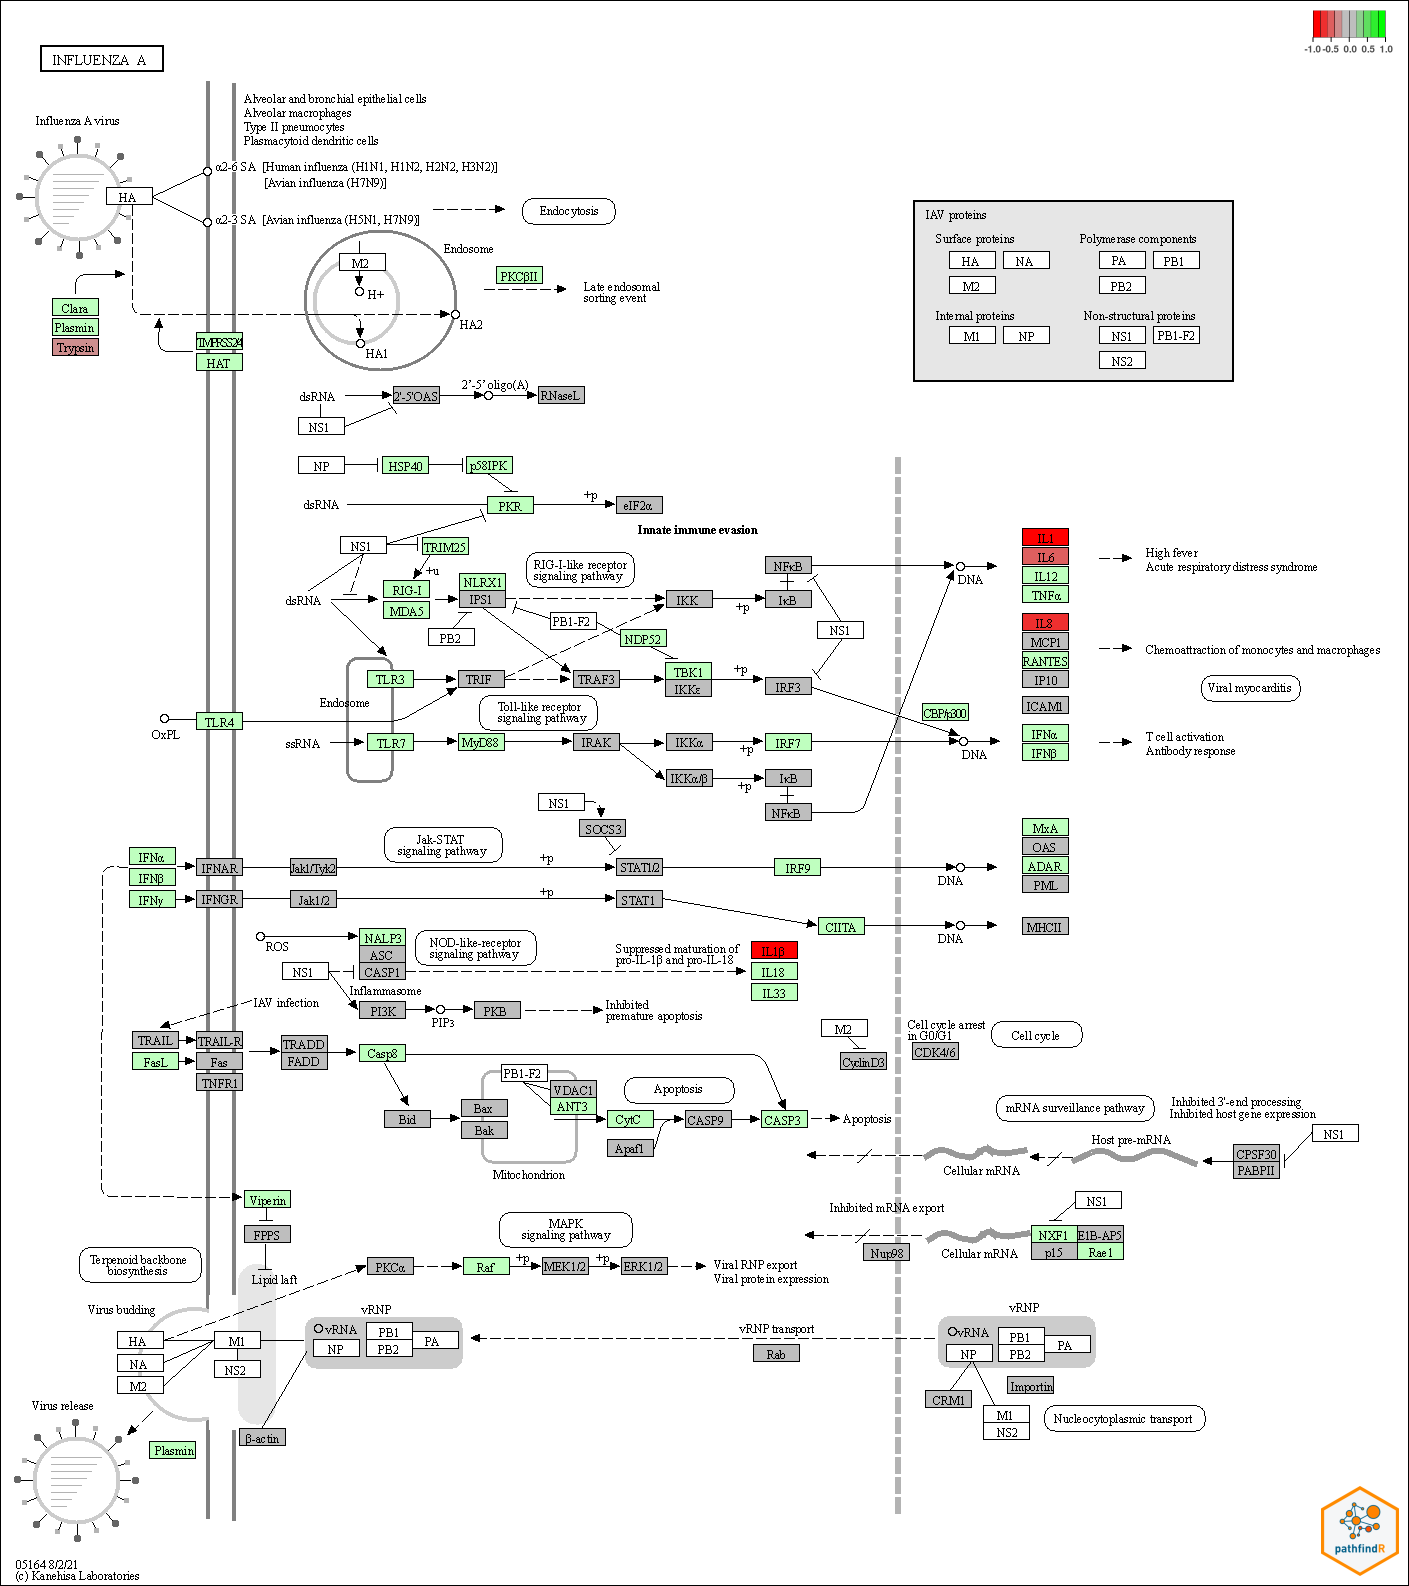 -1.0 -0.5 0.0 0.5 1.0
INFLUENZA A
Influenza A virus
Alveolar and bronchial epithelial cells
Alveolar macrophages
Type II pneumocytes
Plasmacytoid dendritic cells
HA
α2-6 SA [Human influenza (H1N1, H1N2, H2N2, H3N2)]
[Avian influenza (H7N9)]
α2-3 SA [Avian influenza (H5N1, H7N9)]
Endocytosis
Endosome
M2
H+
HA2
HA1
PKCβII
Late endosomal
sorting event
Clara
Plasmin
Trypsin
HAT
IAV proteins
Surface proteins
HA
NA
M2
Polymerase components
PA
PB1
PB2
Internal proteins
M1
NP
Non-structural proteins
NS1
PB1-F2
NS2
dsRNA
2'-5'OAS
2'-5' oligo(A)
RNaseL
NS1
NP
HSP40
p58IPK
dsRNA
PKR
+p
eIF2α
Innate immune evasion
NS1
TRIM25
+u
RIG-I
MDA5
dsRNA
NLRX1
IPS1
RIG-I-like receptor
signaling pathway
PB2
PB1-F2
NDP52
IKK
+p
NFκB
IκB
NS1
DNA
IL1
IL6
IL12
TNFα
High fever
Acute respiratory distress syndrome
IL8
MCP1
RANTES
IP10
ICAM1
Chemoattraction of monocytes and macrophages
Viral myocarditis
TLR3
TRIF
TRAF3
TBK1
IKKε
+p
IRF3
Endosome
Toll-like receptor
signaling pathway
CBP/p300
OxPL
TLR4
ssRNA
TLR7
MyD88
IRAK
IKKα
+p
IRF7
DNA
IFNα
IFNβ
T cell activation
Antibody response
IKKα/β
+p
IκB
NFκB
NS1
SOCS3
Jak-STAT
signaling pathway
IFNα
IFNβ
IFNγ
IFNAR
IFNGR
Jak1/Tyk2
Jak1/2
+p
+p
STAT1/2
STAT1
IRF9
CIITA
DNA
DNA
MxA
OAS
ADAR
PML
MHCII
ROS
NALP3
ASC
CASP1
NS1
Inflammasome
NOD-like-receptor
signaling pathway
Suppressed maturation of
pro-IL-1β and pro-IL-18
IL1β
IL18
IL33
IAV infection
PI3K
PIP3
PKB
Inhibited
premature apoptosis
TRAIL
TRAIL-R
FasL
Fas
TNFR1
TRADD
FADD
Casp8
M2
CyclinD3
Cell cycle arrest
in G0/G1
CDK4/6
Cell cycle
PB1-F2
VDAC1
ANT3
Apoptosis
Bid
Bax
Bak
CytC
CASP9
CASP3
Apoptosis
Apaf1
Mitochondrion
mRNA surveillance pathway
Inhibited 3'-end processing
Inhibited host gene expression
NS1
Host pre-mRNA
Cellular mRNA
CPSF30
PABPII
Viperin
FPPS
Lipid laft
Terpenoid backbone
biosynthesis
MAPK
signaling pathway
PKCα
Raf
+p
MEK1/2
+p
ERK1/2
Viral RNP export
Viral protein expression
Inhibited mRNA export
Nup98
Cellular mRNA
NS1
NXF1
E1B-AP5
p15
Rae1
Virus budding
HA
NA
M2
M1
NS2
vRNP
vRNA
NP
PB1
PB2
PA
vRNP transport
Rab
vRNP
vRNA
NP
PB1
PB2
PA
CRM1
Importin
M1
NS2
Nucleocytoplasmic transport
Virus release
Plasmin
β-actin
05164 8/2/21
(c) Kanehisa Laboratories
pathfindR